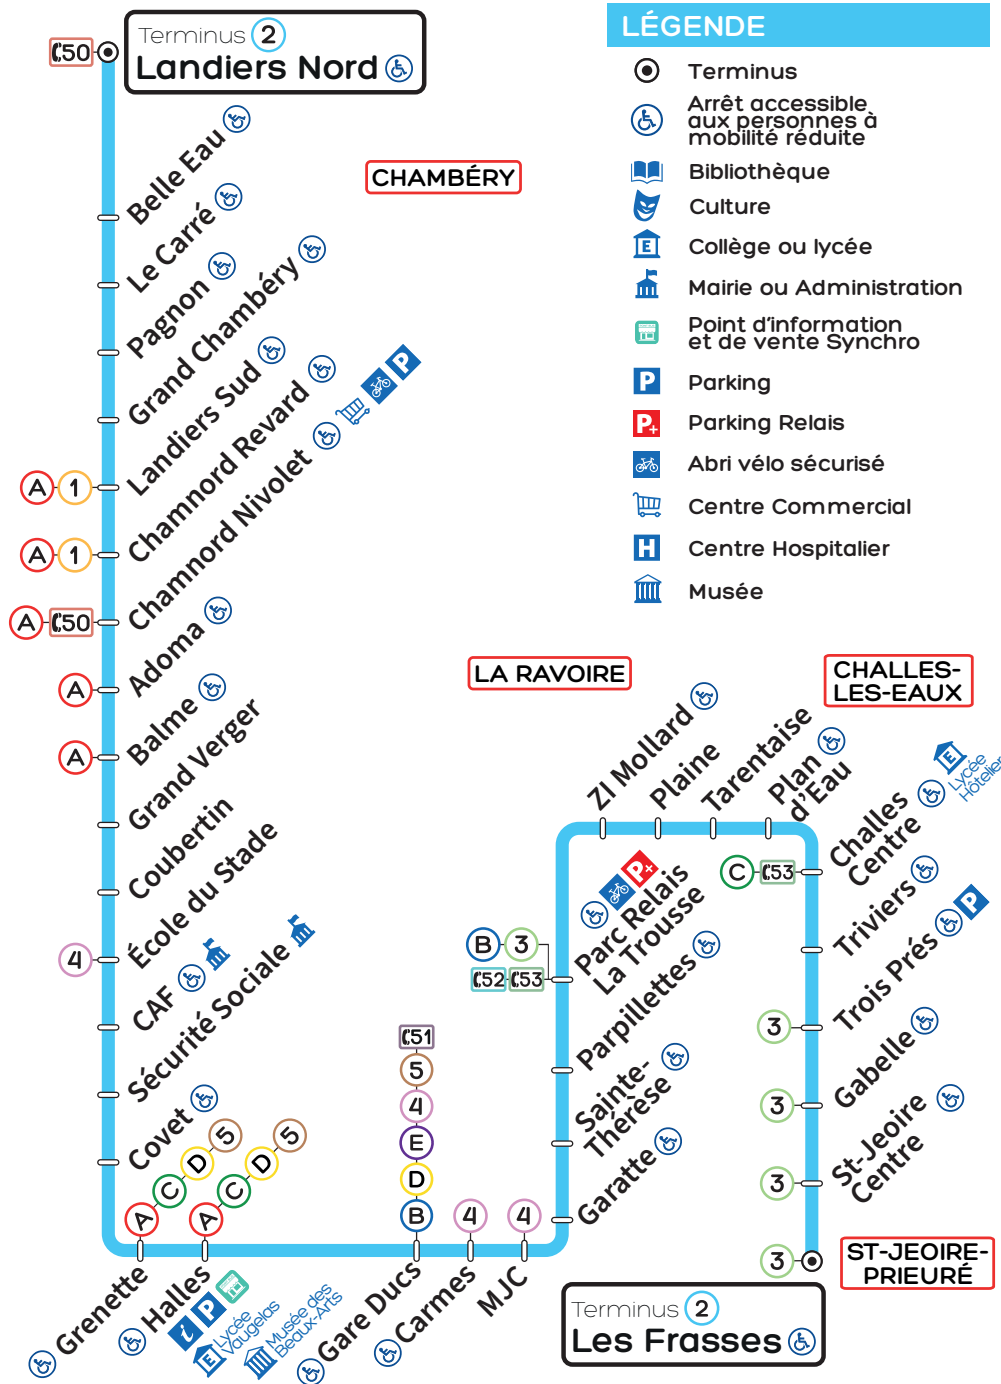 Terminus 2
Landiers Nord
50
LÉGENDE
Terminus
Arrêt accessible
aux personnes à
mobilité réduite
Bibliothèque
Culture
E
Collège ou lycée
Mairie ou Administration
Point d'information
et de vente Synchro
P
Parking
P+
Parking Relais
Abri vélo sécurisé
Centre Commercial
H
Centre Hospitalier
Musée
CHAMBÉRY
Belle Eau
Le Carré
Pagnon
Grand Chambéry
A 1
Landiers Sud
A 1
Chamnord Revard
A 50
Chamnord Nivolet
P
A
Adoma
A
Balme
Grand Verger
Coubertin
4
École du Stade
CAF
Sécurité Sociale
Covet
A C D 5
Grenette
A C D 5
Halles
i P
E
Lycée
Vaugelas
Musée des
Beaux-Arts
51
5
4
E
D
B
Gare Ducs
4
Carmes
4
MJC
Garatte
Sainte-
Thérèse
Parpillettes
B 3
52 53
P+
Parc Relais
La Trousse
LA RAVOIRE
ZI Mollard
Plaine
Tarentaise
Plan
d'Eau
CHALLES-
LES-EAUX
C 53
Challes
Centre
E
Lycée
Hôtelier
Triviers
3
Trois Prés
P
3
Gabelle
3
St-Jeoire
Centre
ST-JEOIRE-
PRIEURÉ
3
Terminus 2
Les Frasses